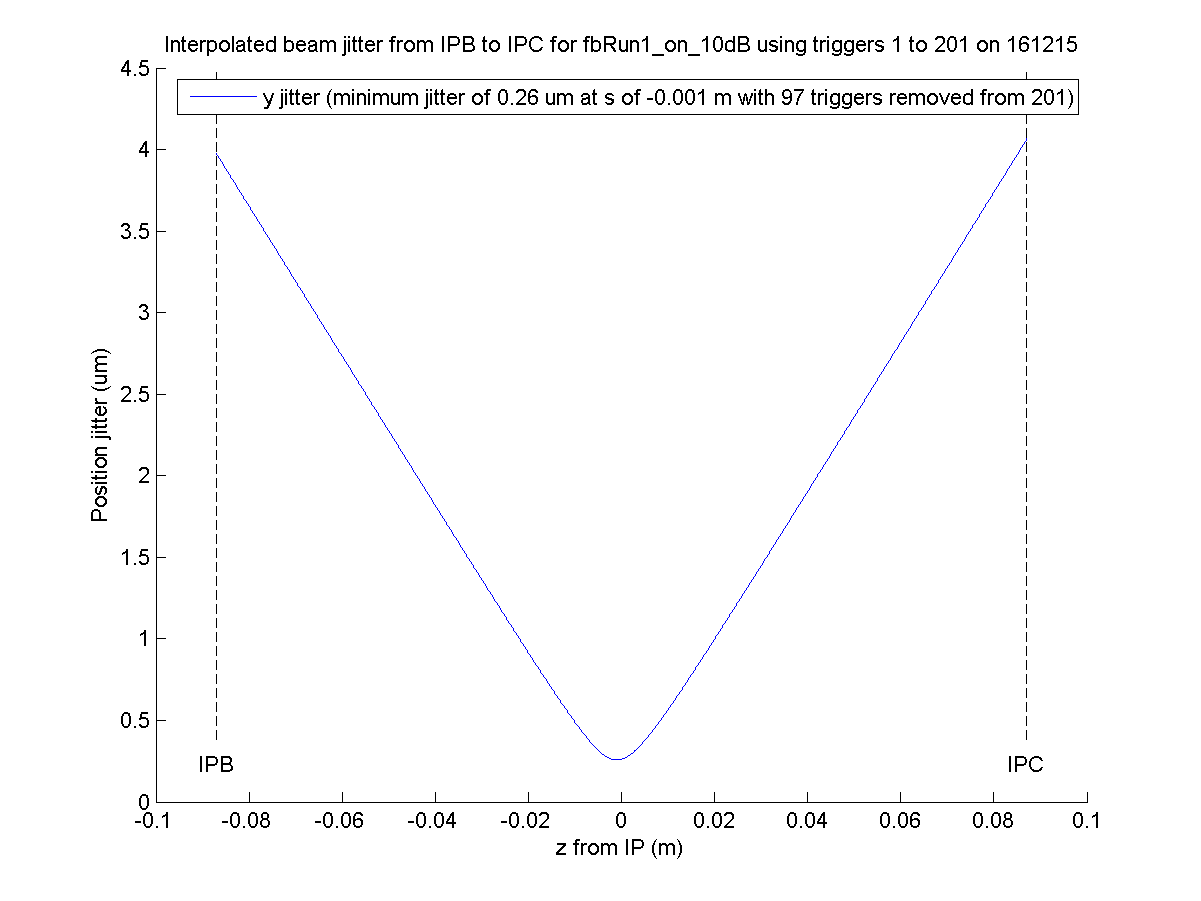 Interpolated beam jitter from IPB to IPC for fbRun1_on_10dB using triggers 1 to 201 on 161215
y jitter (minimum jitter of 0.26 um at s of -0.001 m with 97 triggers removed from 201)
4.5
4
3.5
3
2.5
2
1.5
1
0.5
0
Position jitter (um)
IPB
IPC
-0.1 -0.08 -0.06 -0.04 -0.02 0 0.02 0.04 0.06 0.08 0.1
z from IP (m)